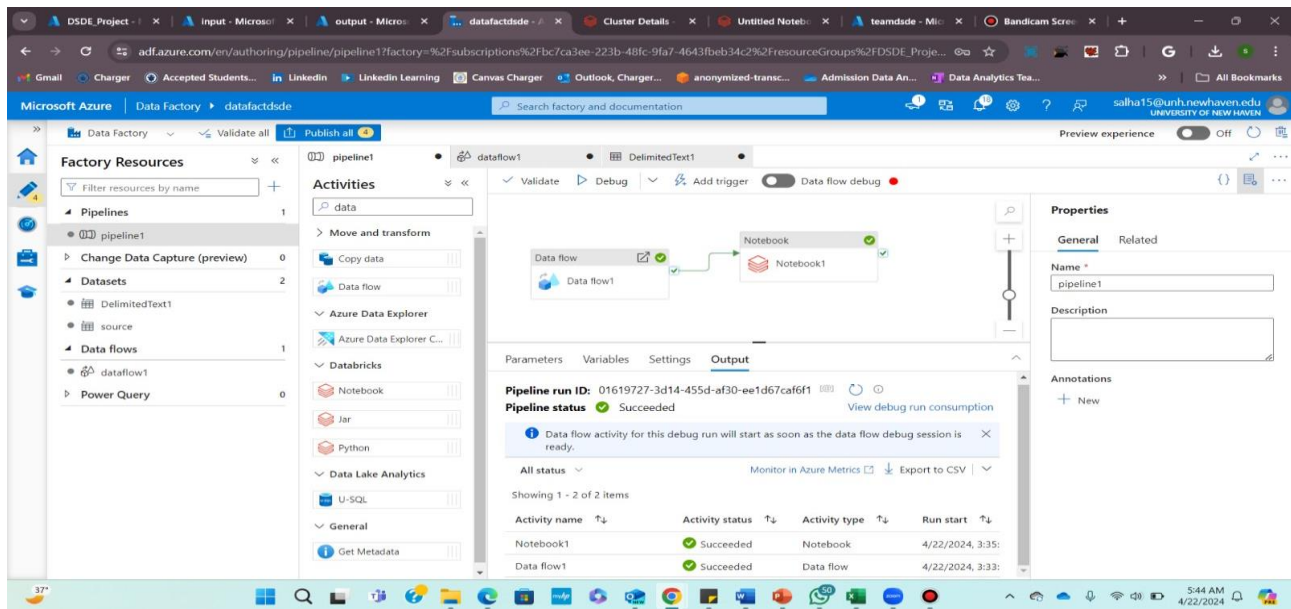 DSDE_Project -
input - Microsof
output - Micros
datafactdsde -
Cluster Details -
Untitled Notebo
teamdsde - Mic
Bandicam Scree
adf.azure.com/en/authoring/pipeline/pipeline1?factory=%2Fsubscriptions%2Fbc7ca3ee-223b-48fc-9fa7-4643fbeb34c2%2FresourceGroups%2FDSDE_Proje...
Gmail Charger Accepted Students... Linkedin Linkedin Learning Canvas Charger Outlook, Charger... anonymized-transc... Admission Data An... Data Analytics Tea... » All Bookmarks
Microsoft Azure Data Factory datafactdsde
Search factory and documentation
18
salha15@unh.newhaven.edu
UNIVERSITY OF NEW HAVEN
Data Factory Validate all Publish all 4
Preview experience Off
4
Factory Resources
Filter resources by name
Pipelines 1
pipeline1
Change Data Capture (preview) 0
Datasets 2
DelimitedText1
source
Data flows 1
dataflow1
Power Query 0
pipeline1 dataflow1 DelimitedText1
Activities
data
Move and transform
Copy data
Data flow
Azure Data Explorer
Azure Data Explorer C...
Databricks
Notebook
Jar
Python
Data Lake Analytics
U-SQL
General
Get Metadata
Validate Debug Add trigger Data flow debug
Data flow
Data flow1
Notebook
Notebook1
Parameters Variables Settings Output
Pipeline run ID: 01619727-3d14-455d-af30-ee1d67caf6f1
Pipeline status Succeeded View debug run consumption
Data flow activity for this debug run will start as soon as the data flow debug session is
ready.
All status Monitor in Azure Metrics Export to CSV
Showing 1 - 2 of 2 items
Activity name Activity status Activity type Run start
Notebook1 Succeeded Notebook 4/22/2024, 3:35:
Data flow1 Succeeded Data flow 4/22/2024, 3:33:
Properties
General Related
Name *
pipeline1
Description
Annotations
New
37°
50
5:44 AM
4/22/2024